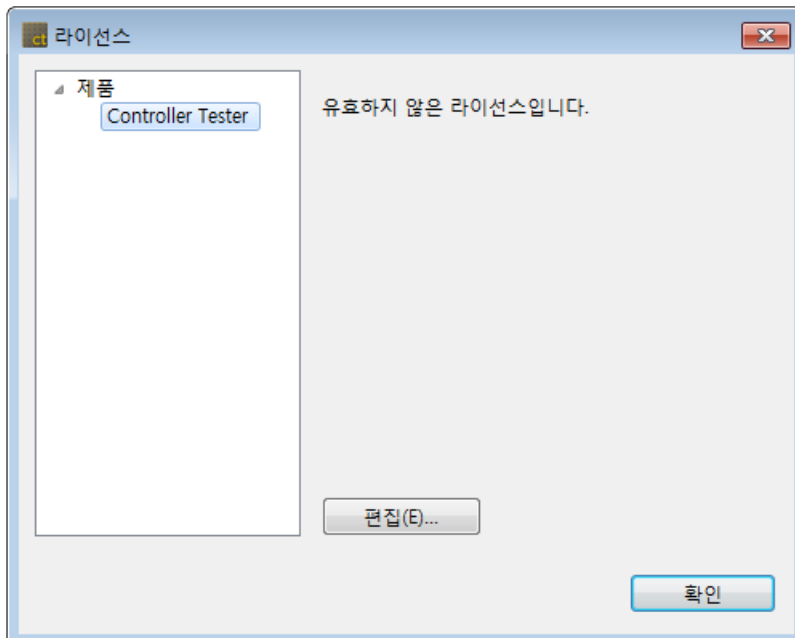 ct 라이선스
제품
Controller Tester
유효하지 않은 라이선스입니다.
편집(E)...
확인